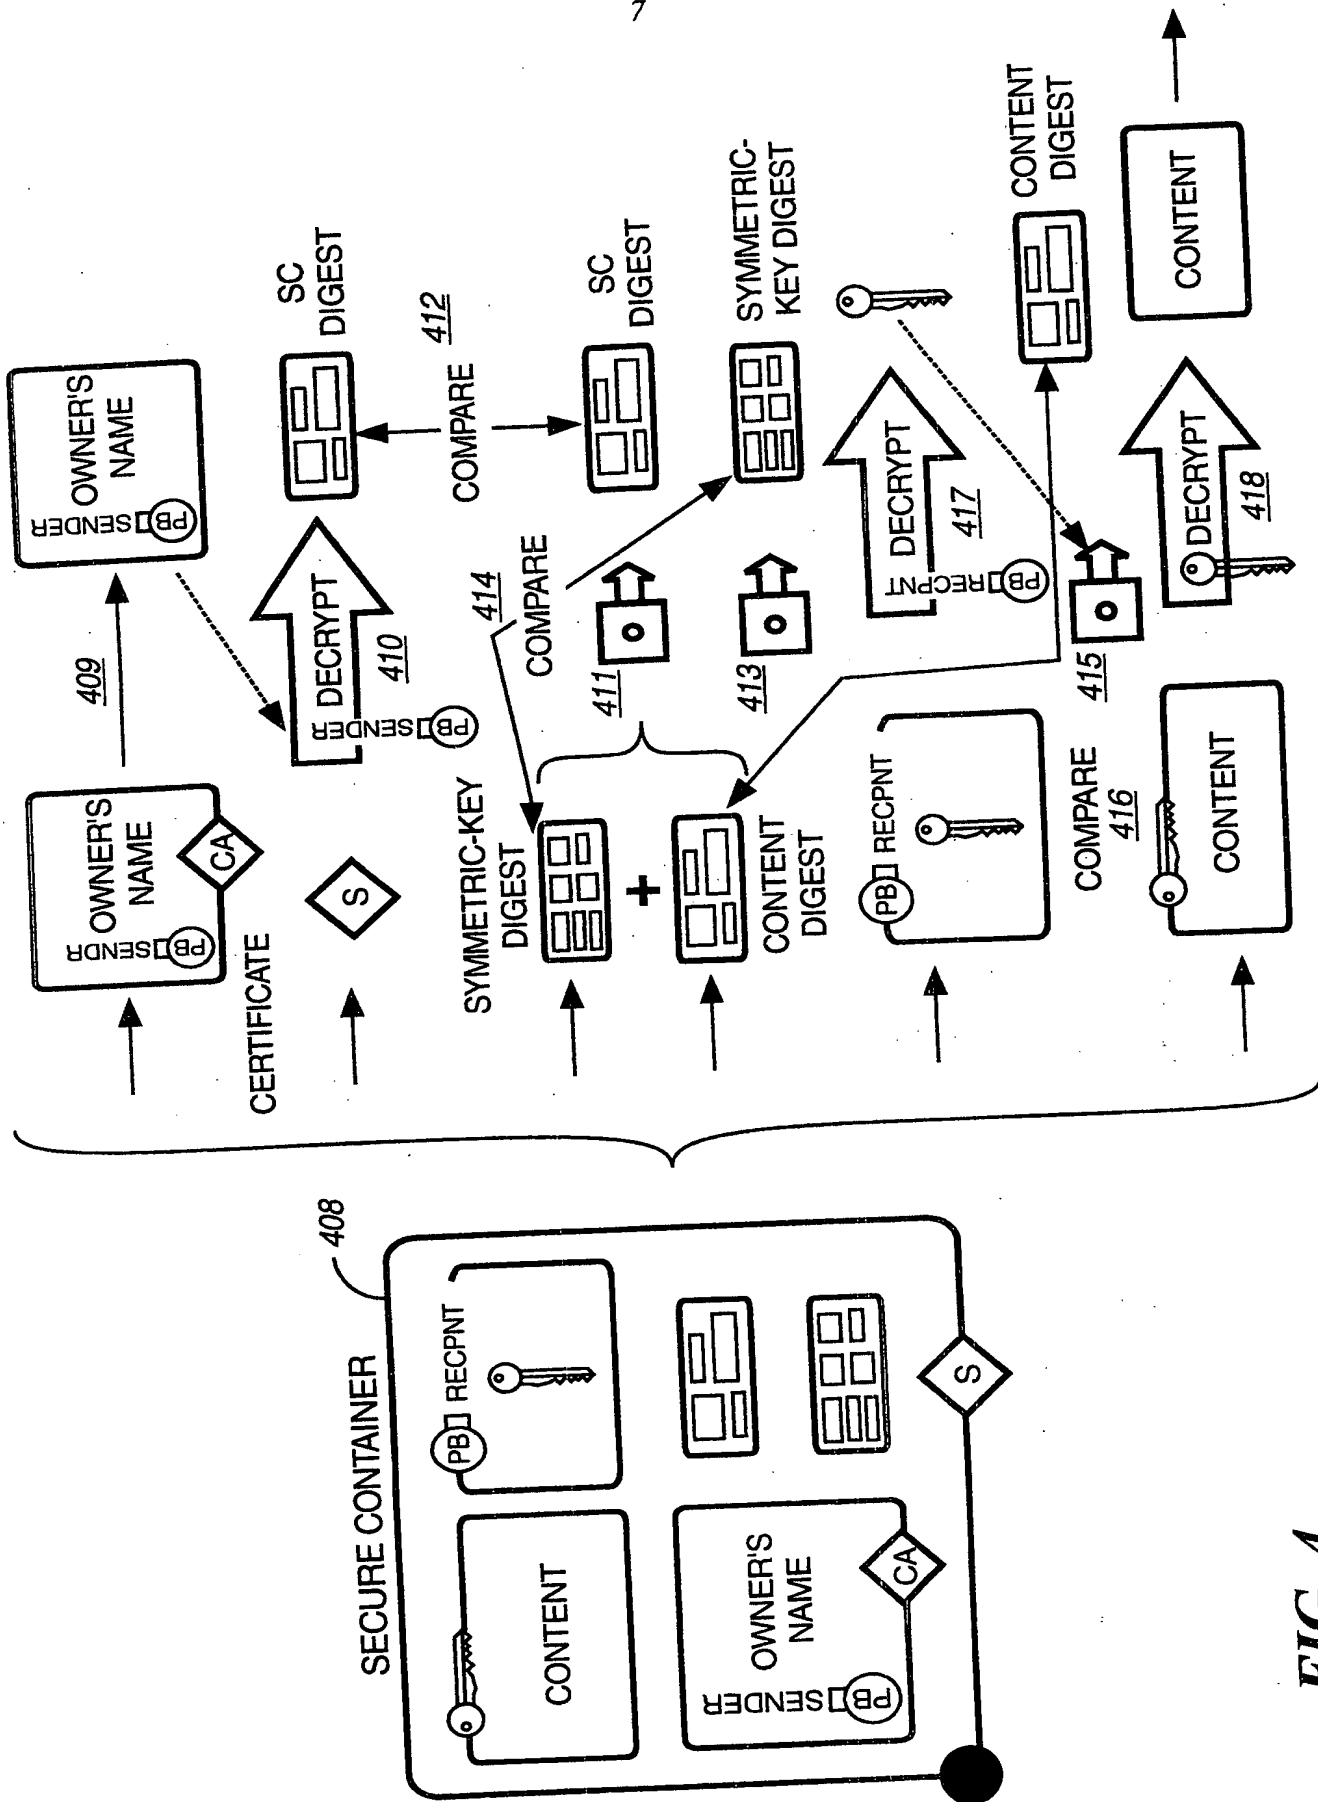 7
SECURE CONTAINER
408
CONTENT
PB RECPNT
OWNER'S
NAME
SENDER
PB
CA
S
OWNER'S
NAME
SENDR
PB
CA
CERTIFICATE
409
OWNER'S
NAME
SENDER
PB
S
DECRYPT
SENDER
PB
410
SC
DIGEST
COMPARE 412
SYMMETRIC-KEY
DIGEST
+
CONTENT
DIGEST
414
COMPARE
411
SC
DIGEST
413
SYMMETRIC-
KEY DIGEST
PB RECPNT
DECRYPT
RECPNT
PB
417
COMPARE
416
415
CONTENT
DIGEST
CONTENT
DECRYPT
418
CONTENT
FIG. 4